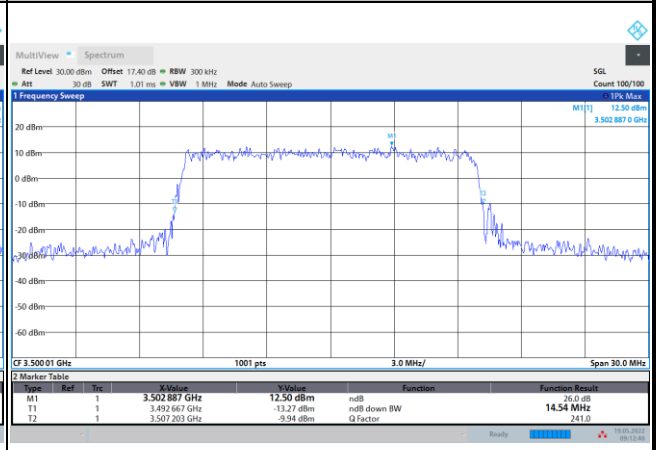 MultiView Spectrum
Ref Level 30.00 dBm Offset 17.40 dB RBW 300 kHz SGL
Att 30 dB SWT 1.01 ms VBW 1 MHz Mode Auto Sweep Count 100/100
1 Frequency Sweep 1Pk Max
M1[1] 12.50 dBm
3.502 887 0 GHz
M1
20 dBm
10 dBm
0 dBm
T2
-10 dBm
-20 dBm
-30 dBm
-40 dBm
-50 dBm
-60 dBm
CF 3.500 01 GHz 1001 pts 3.0 MHz/ Span 30.0 MHz
2 Marker Table
Type Ref Trc X-Value Y-Value Function Function Result
M1 1 3.502 887 GHz 12.50 dBm ndB 26.0 dB
T1 1 3.492 667 GHz -13.27 dBm ndB down BW 14.54 MHz
T2 1 3.507 203 GHz -9.94 dBm Q Factor 241.0
Ready 19.05.2022
09:12:40